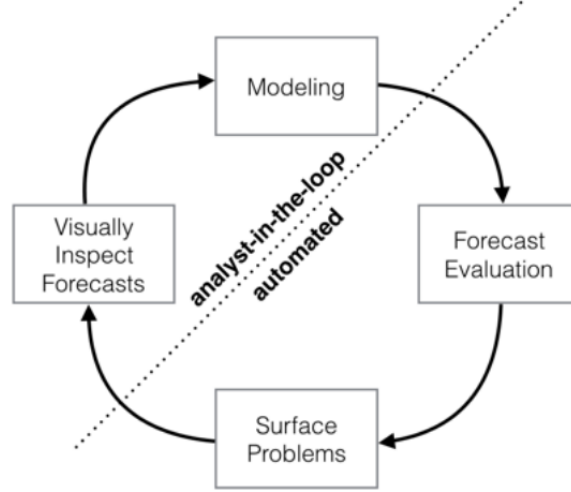 Modeling
analyst-in-the-loop
automated
Visually
Inspect
Forecasts
Forecast
Evaluation
Surface
Problems